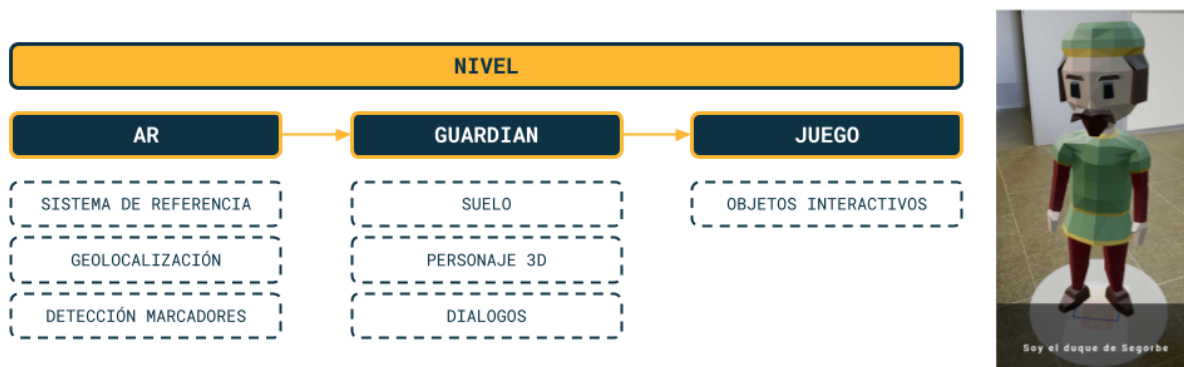 NIVEL
AR
GUARDIAN
JUEGO
SISTEMA DE REFERENCIA
SUELO
OBJETOS INTERACTIVOS
GEOLOCALIZACIÓN
PERSONAJE 3D
DETECCIÓN MARCADORES
DIALOGOS
Soy el duque de Segorbe